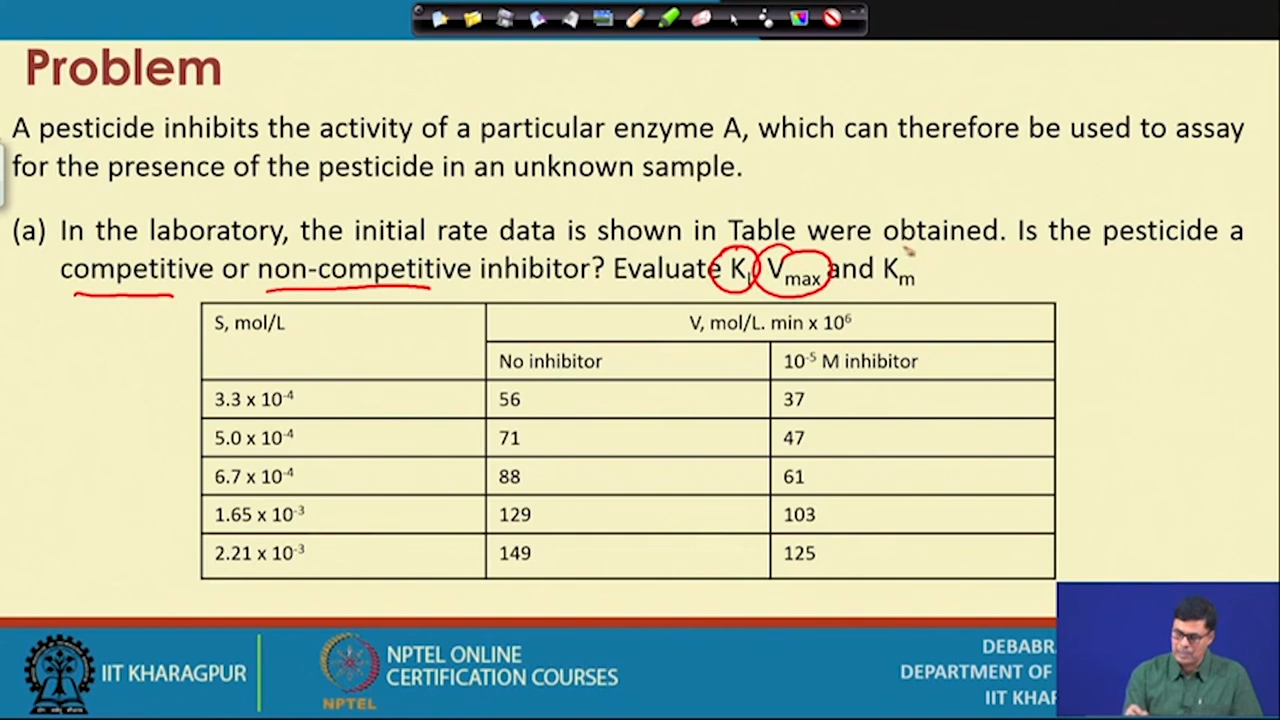 Problem
A pesticide inhibits the activity of a particular enzyme A, which can therefore be used to assay
for the presence of the pesticide in an unknown sample.
(a) In the laboratory, the initial rate data is shown in Table were obtained. Is the pesticide a
competitive or non-competitive inhibitor? Evaluate Ki Vmax and Km
S, mol/L V, mol/L. min x 10⁶
No inhibitor 10⁻⁵ M inhibitor
3.3 x 10⁻⁴ 56 37
5.0 x 10⁻⁴ 71 47
6.7 x 10⁻⁴ 88 61
1.65 x 10⁻³ 129 103
2.21 x 10⁻³ 149 125
IIT KHARAGPUR
NPTEL
NPTEL ONLINE
CERTIFICATION COURSES
DEBABR
DEPARTMENT OF
IIT KHAR